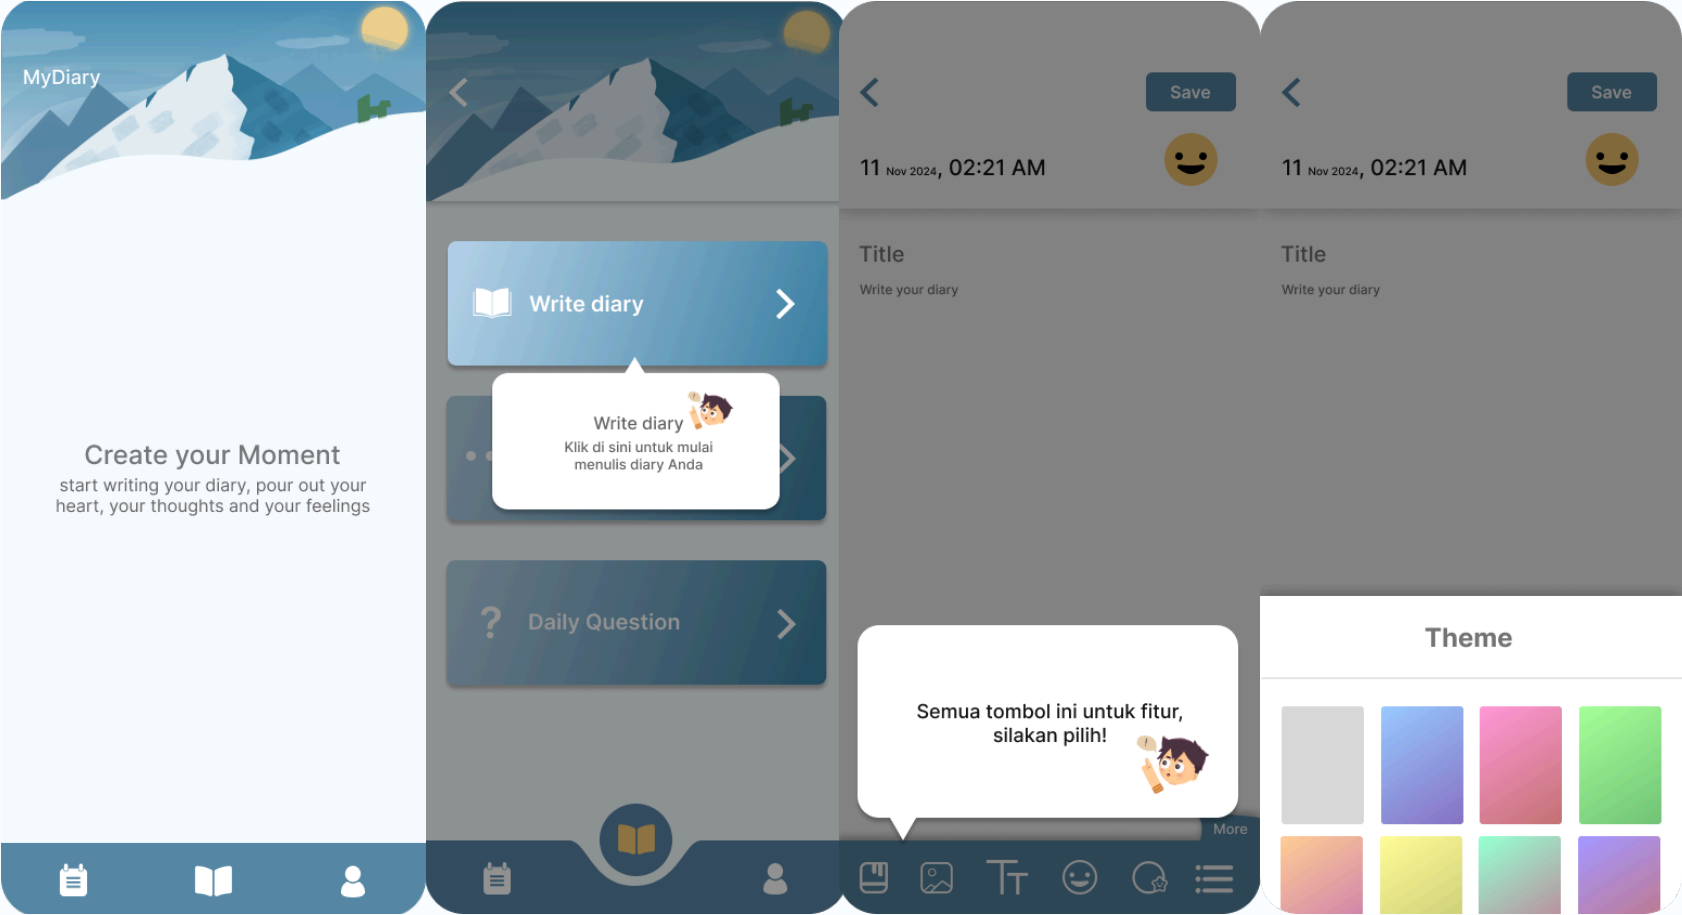 MyDiary
Create your Moment
start writing your diary, pour out your
heart, your thoughts and your feelings
Write diary
Write diary
Klik di sini untuk mulai
menulis diary Anda
Daily Question
Save
11 Nov 2024, 02:21 AM
Title
Write your diary
Semua tombol ini untuk fitur,
silakan pilih!
More
Save
11 Nov 2024, 02:21 AM
Title
Write your diary
Theme